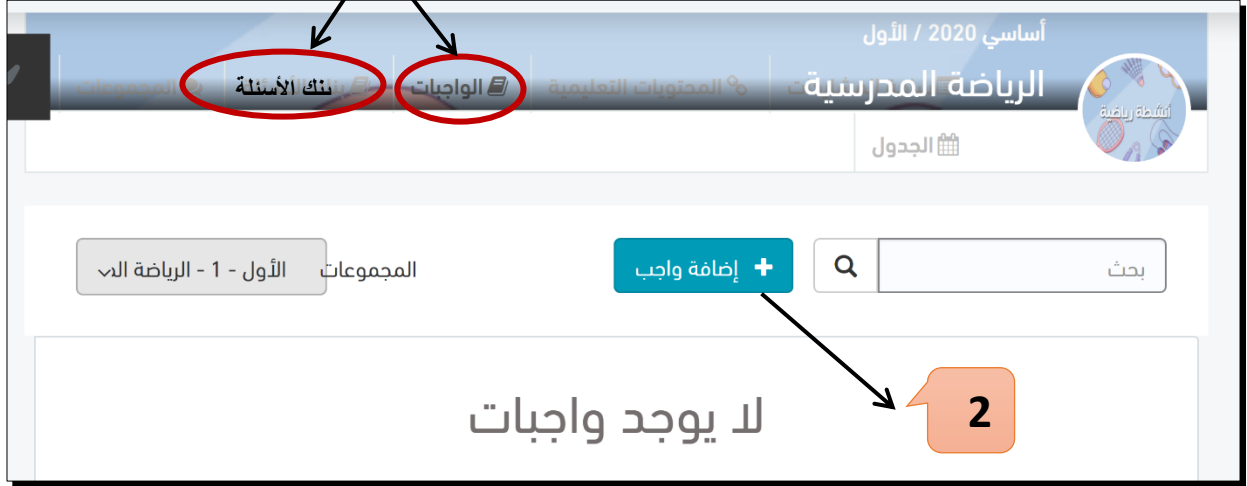 أساسي 2020 / الأول
الرياضة المدرسية
أنشطة رياضية
المحتويات التعليمية
الواجبات
بنك الأسئلة
المجموعات
الجدول
بحث
إضافة واجب
المجموعات
الأول - 1 - الرياضة الـ
لا يوجد واجبات
2